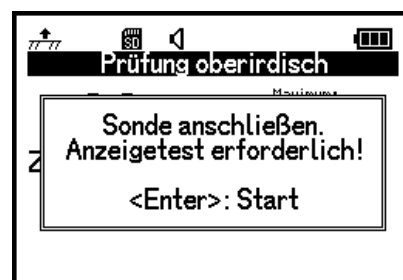 SD
Prüfung oberirdisch
Maximum
Sonde anschließen.
Anzeigetest erforderlich!
<Enter>: Start